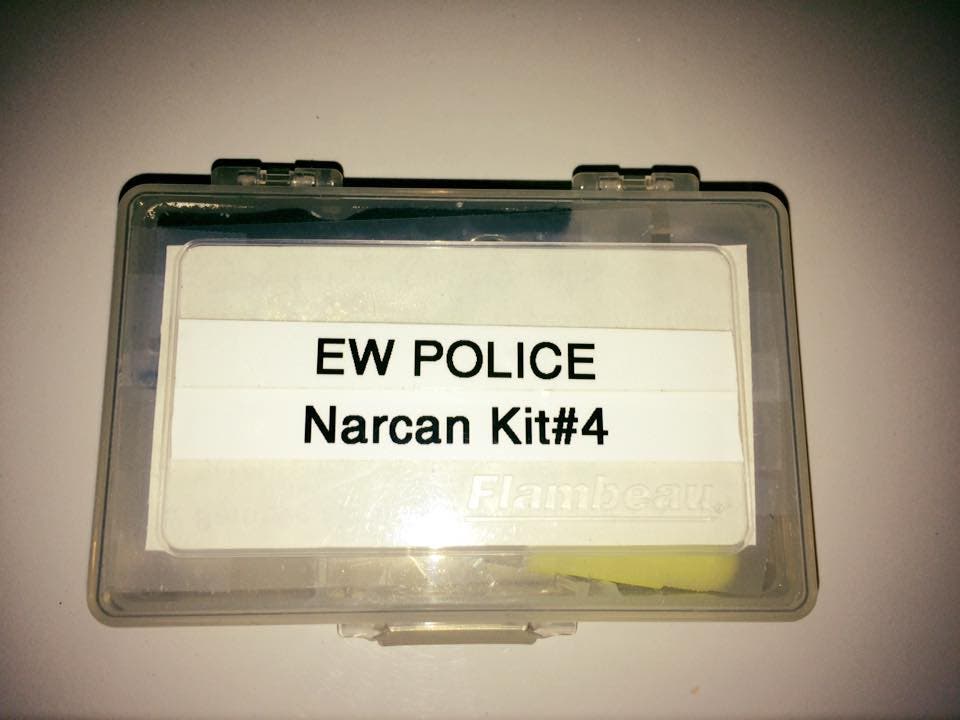 EW POLICE
Narcan Kit#4
Flambeau®